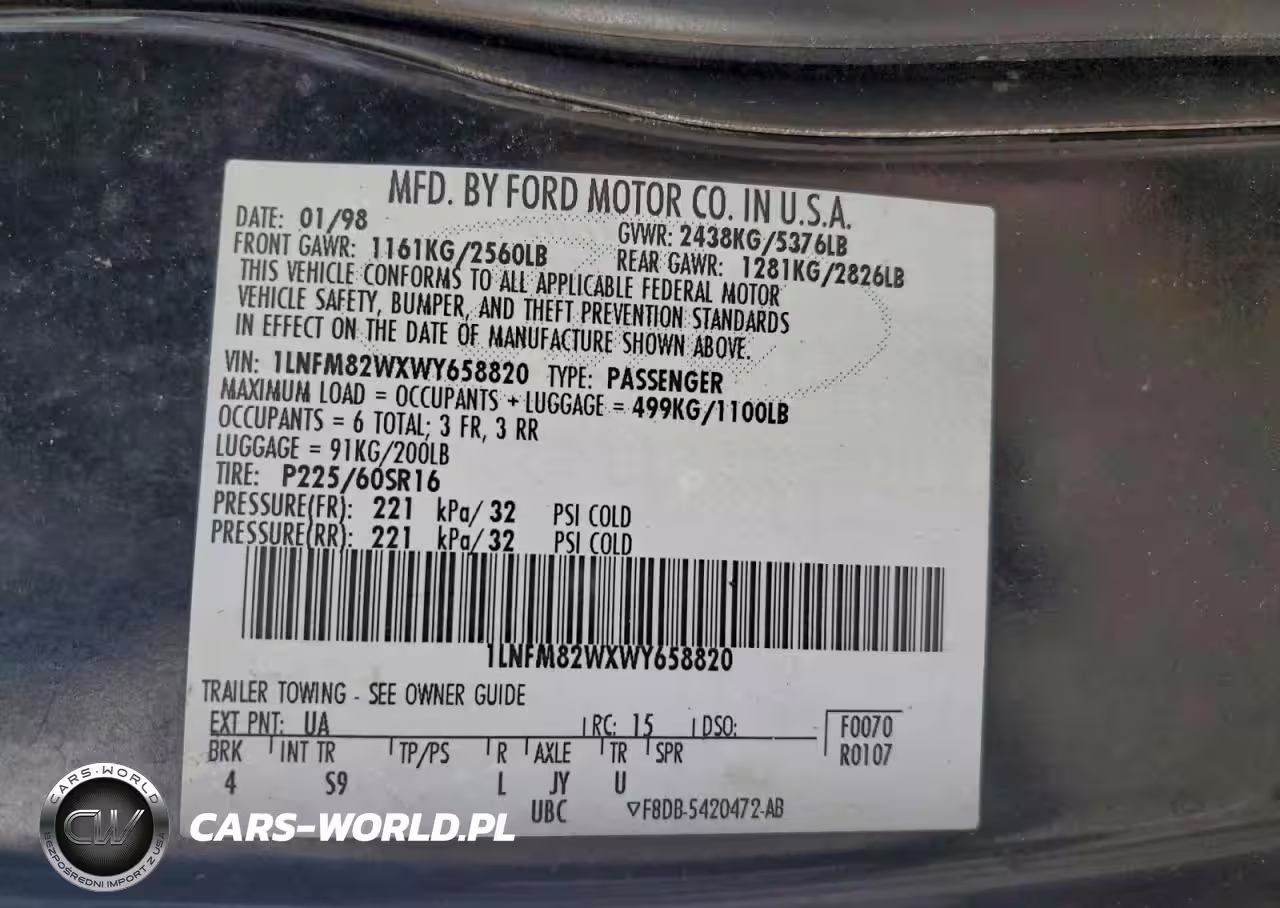 MFD. BY FORD MOTOR CO. IN U.S.A.
DATE: 01/98 GVWR: 2438KG/5376LB
FRONT GAWR: 1161KG/2560LB REAR GAWR: 1281KG/2826LB
THIS VEHICLE CONFORMS TO ALL APPLICABLE FEDERAL MOTOR
VEHICLE SAFETY, BUMPER, AND THEFT PREVENTION STANDARDS
IN EFFECT ON THE DATE OF MANUFACTURE SHOWN ABOVE.
VIN: 1LNFM82WXWY658820 TYPE: PASSENGER
MAXIMUM LOAD = OCCUPANTS + LUGGAGE = 499KG/1100LB
OCCUPANTS = 6 TOTAL; 3 FR, 3 RR
LUGGAGE = 91KG/200LB
TIRE: P225/60SR16
PRESSURE(FR): 221 kPa/ 32 PSI COLD
PRESSURE(RR): 221 kPa/ 32 PSI COLD
1LNFM82WXWY658820
TRAILER TOWING - SEE OWNER GUIDE
EXT PNT: UA RC: 15 DSO: F0070
BRK INT TR TP/PS R AXLE TR SPR R0107
4 S9 L JY U
UBC ▽F8DB-5420472-AB
CARS-WORLD
CW
BEZPOŚREDNI IMPORT Z USA
CARS-WORLD.PL